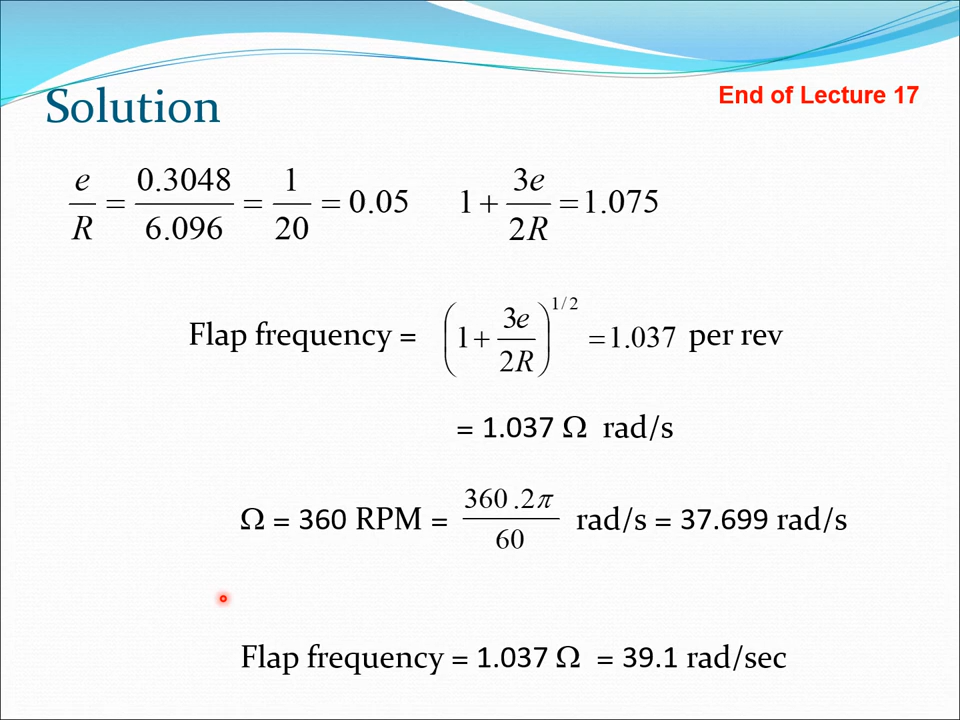 Solution
End of Lecture 17
e/R = 0.3048/6.096 = 1/20 = 0.05    1 + 3e/2R = 1.075
Flap frequency = (1 + 3e/2R)^1/2 = 1.037 per rev
= 1.037 Ω rad/s
Ω = 360 RPM = 360 .2π/60 rad/s = 37.699 rad/s
Flap frequency = 1.037 Ω = 39.1 rad/sec